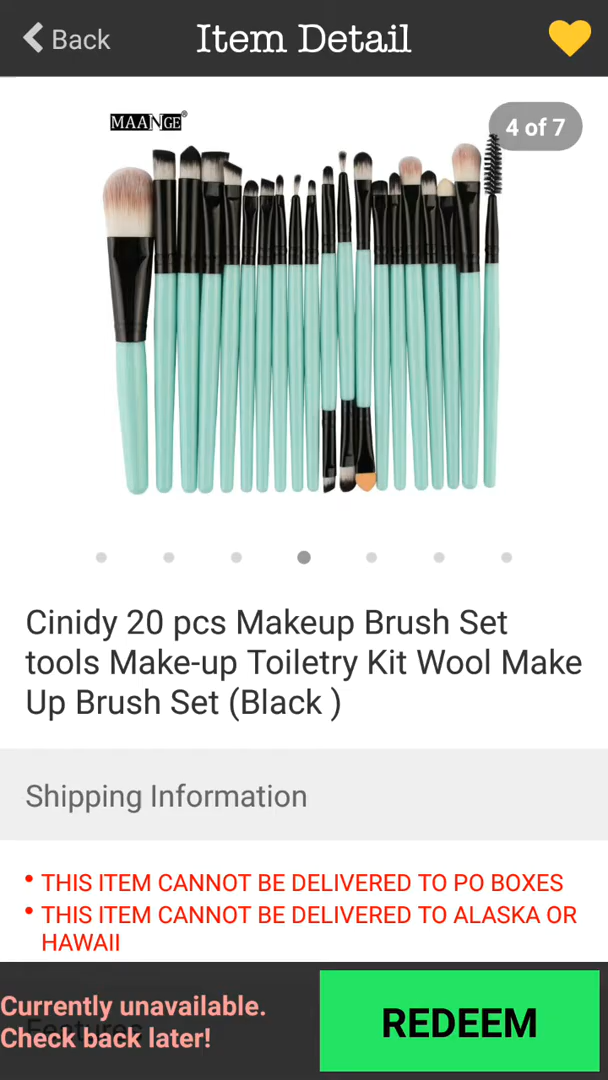 Back
Item Detail
MAANGE®
4 of 7
Cinidy 20 pcs Makeup Brush Set
tools Make-up Toiletry Kit Wool Make
Up Brush Set (Black )
Shipping Information
• THIS ITEM CANNOT BE DELIVERED TO PO BOXES
• THIS ITEM CANNOT BE DELIVERED TO ALASKA OR
HAWAII
Features
Currently unavailable.
Check back later!
REDEEM